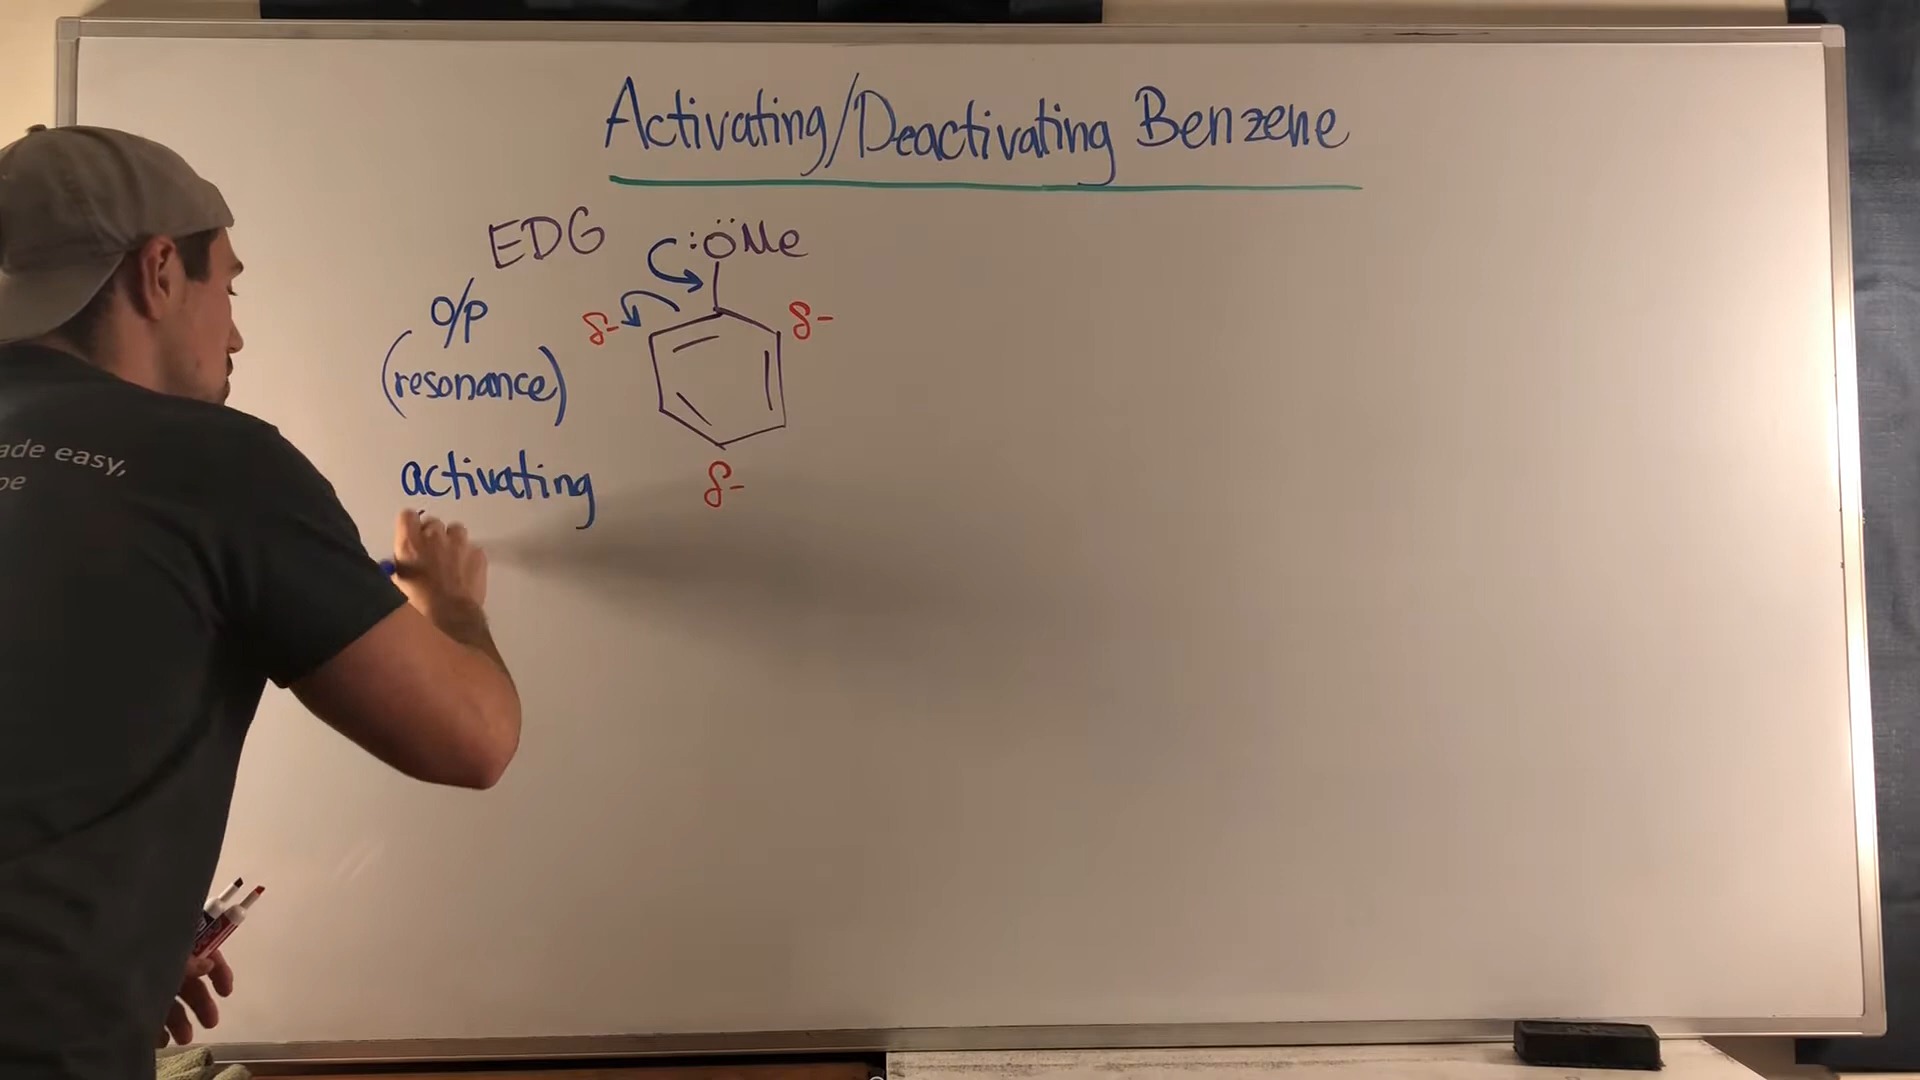 Activating/Deactivating Benzene
EDG
:ÖMe
o/p
δ-
δ-
(resonance)
activating
δ-
ade easy,